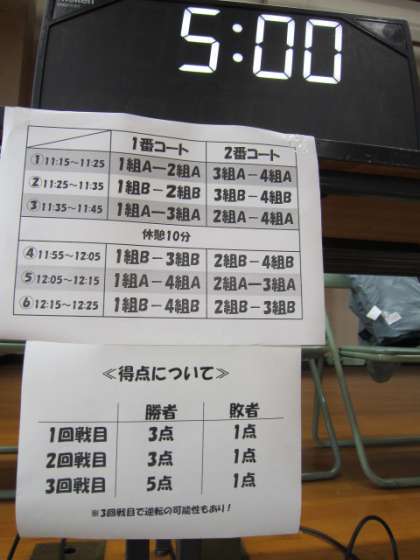 molten
5:00
1番コート 2番コート
①11:15～11:25 1組A－2組A 3組A－4組A
②11:25～11:35 1組B－2組B 3組B－4組B
③11:35～11:45 1組A－3組A 2組A－4組A
休憩10分
④11:55～12:05 1組B－3組B 2組B－4組B
⑤12:05～12:15 1組A－4組A 2組A－3組A
⑥12:15～12:25 1組B－4組B 2組B－3組B
≪得点について≫
勝者 敗者
1回戦目 3点 1点
2回戦目 3点 1点
3回戦目 5点 1点
※3回戦目で逆転の可能性もあり！